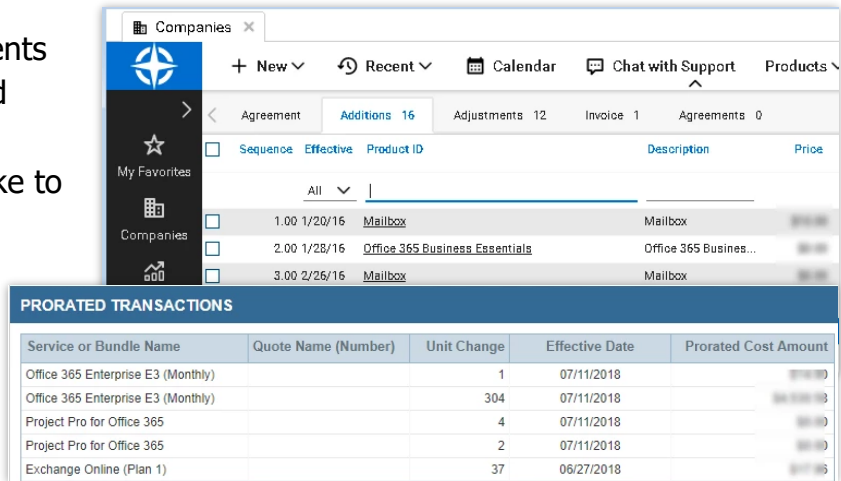 ents
d
ke to
Companies
New Recent Calendar Chat with Support Products
Agreement Additions 16 Adjustments 12 Invoice 1 Agreements 0
My Favorites
Sequence Effective Product ID Description Price
All
Companies
1.00 1/20/16 Mailbox Mailbox
2.00 1/28/16 Office 365 Business Essentials Office 365 Busines...
3.00 2/26/16 Mailbox Mailbox
PRORATED TRANSACTIONS
Service or Bundle Name Quote Name (Number) Unit Change Effective Date Prorated Cost Amount
Office 365 Enterprise E3 (Monthly) 1 07/11/2018
Office 365 Enterprise E3 (Monthly) 304 07/11/2018
Project Pro for Office 365 4 07/11/2018
Project Pro for Office 365 2 07/11/2018
Exchange Online (Plan 1) 37 06/27/2018